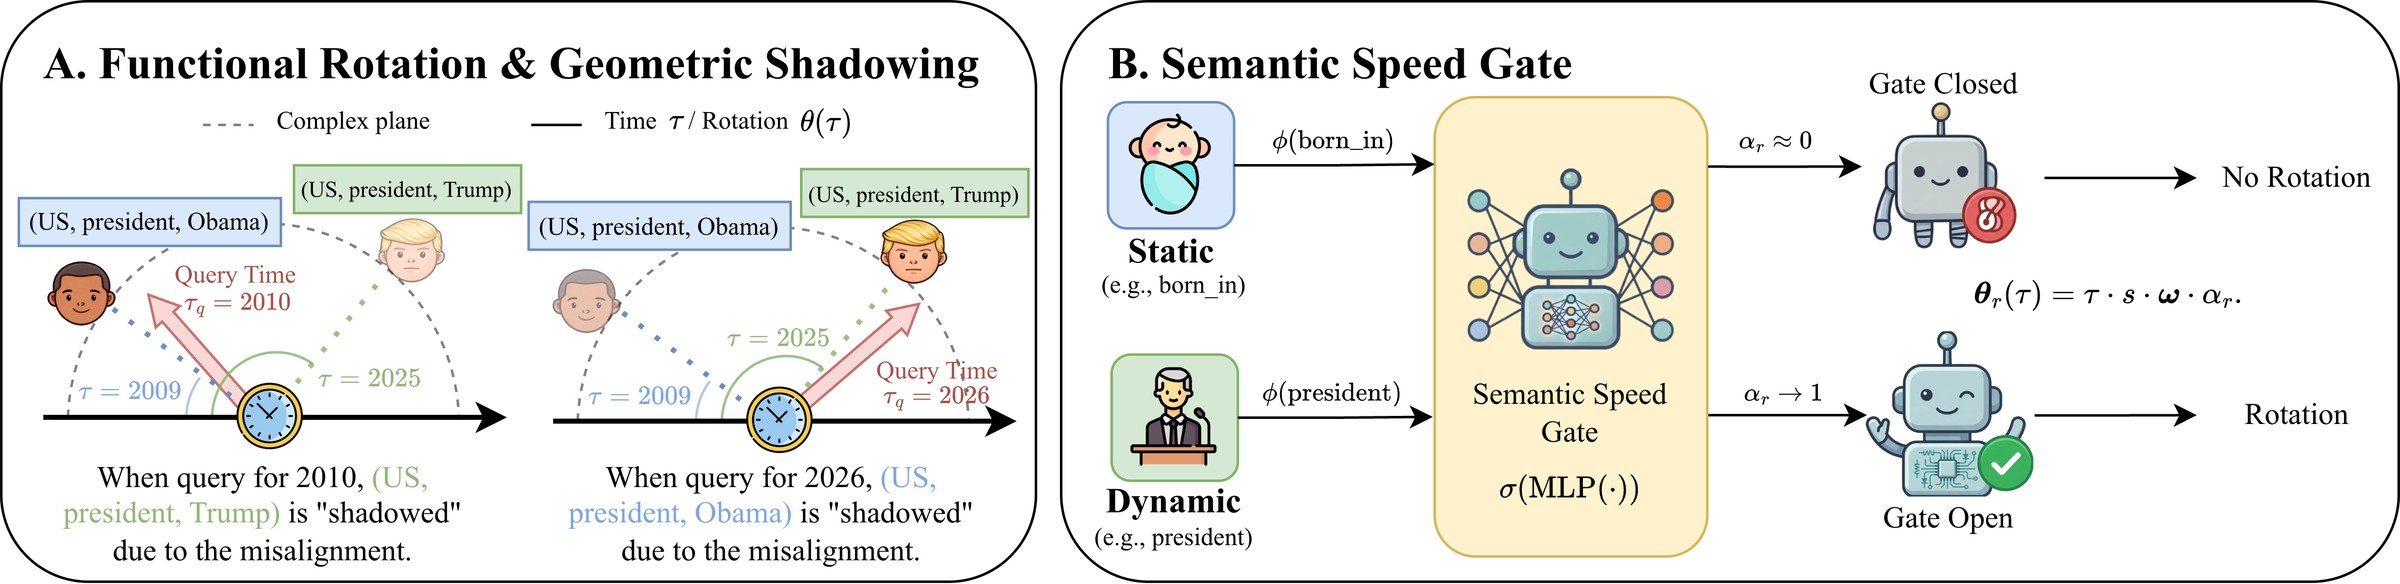 A. Functional Rotation & Geometric Shadowing
Complex plane
Time τ / Rotation θ(τ)
(US, president, Obama)
(US, president, Trump)
Query Time
τq = 2010
τ = 2009
τ = 2025
When query for 2010, (US,
president, Trump) is "shadowed"
due to the misalignment.
(US, president, Obama)
(US, president, Trump)
τ = 2025
τ = 2009
Query Time
τq = 2026
When query for 2026, (US,
president, Obama) is "shadowed"
due to the misalignment.
B. Semantic Speed Gate
Static
(e.g., born_in)
ϕ(born_in)
Dynamic
(e.g., president)
ϕ(president)
Semantic Speed
Gate
σ(MLP(·))
αr ≈ 0
Gate Closed
No Rotation
θr(τ) = τ · s · ω · αr.
αr → 1
Gate Open
Rotation